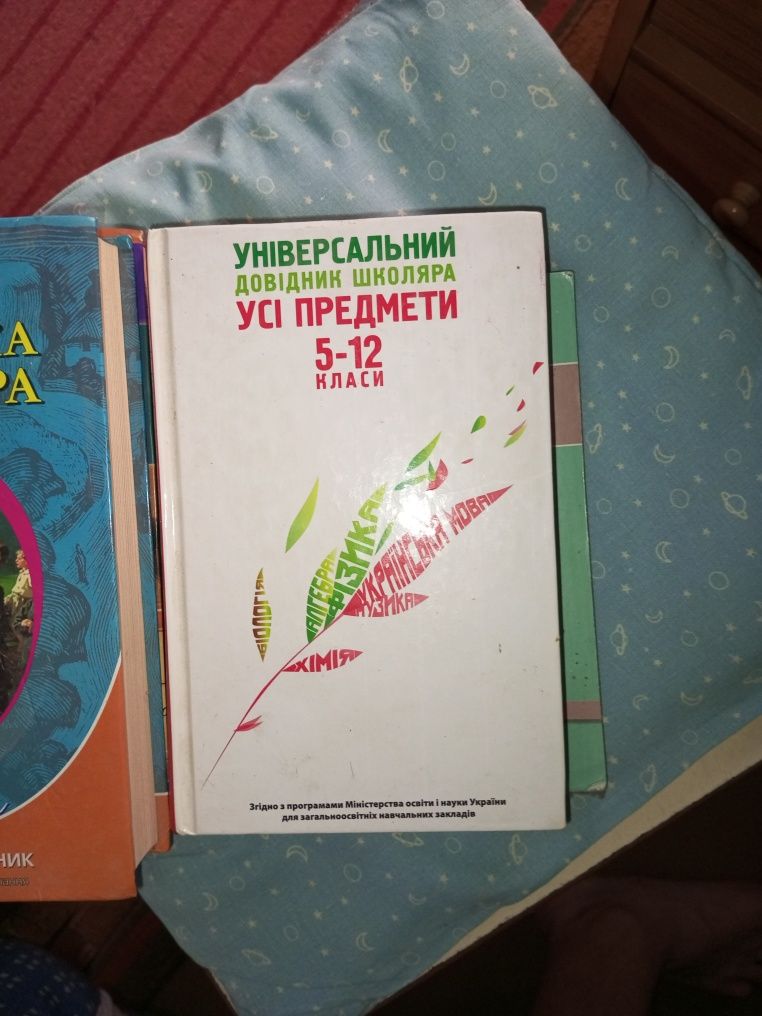 УНІВЕРСАЛЬНИЙ
ДОВІДНИК ШКОЛЯРА
УСІ ПРЕДМЕТИ
5-12
КЛАСИ
БІОЛОГІЯ
АЛГЕБРА
ФІЗИКА
УКРАЇНСЬКА МОВА
МУЗИКА
ХІМІЯ
Згідно з програмами Міністерства освіти і науки України
для загальноосвітніх навчальних закладів